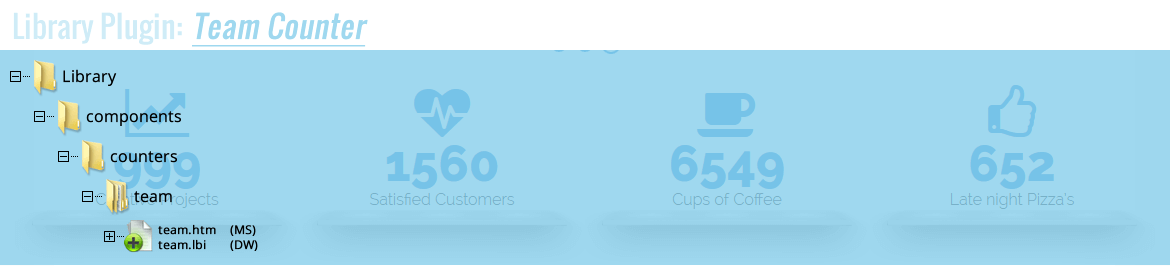 Library Plugin: Team Counter
Library
components
counters
team
team.htm (MS)
team.lbi (DW)
999
Projects
1560
Satisfied Customers
6549
Cups of Coffee
652
Late night Pizza's